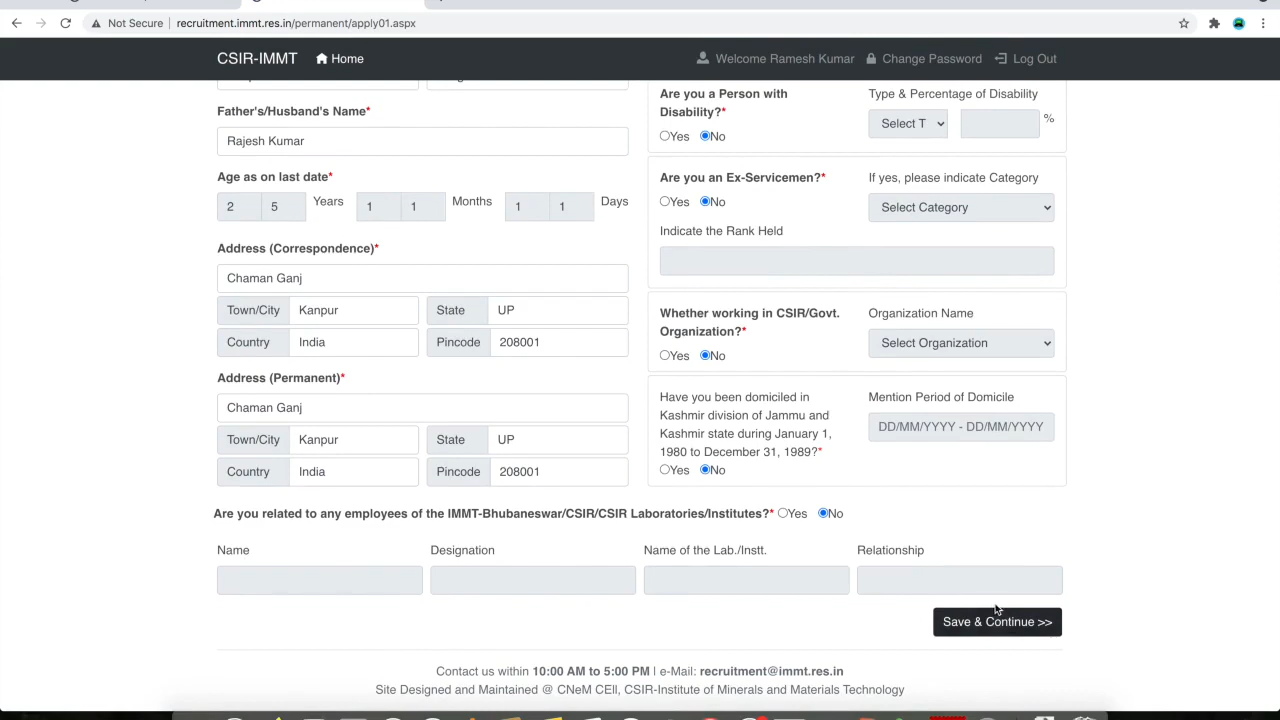 Not Secure | recruitment.immt.res.in/permanent/apply01.aspx
CSIR-IMMT Home Welcome Ramesh Kumar Change Password Log Out
Father's/Husband's Name*
Rajesh Kumar
Age as on last date*
2 5 Years 1 1 Months 1 1 Days
Address (Correspondence)*
Chaman Ganj
Town/City Kanpur State UP
Country India Pincode 208001
Address (Permanent)*
Chaman Ganj
Town/City Kanpur State UP
Country India Pincode 208001
Are you a Person with
Disability?*
Yes No
Type & Percentage of Disability
Select T %
Are you an Ex-Servicemen?*
Yes No
If yes, please indicate Category
Select Category
Indicate the Rank Held
Whether working in CSIR/Govt.
Organization?*
Yes No
Organization Name
Select Organization
Have you been domiciled in
Kashmir division of Jammu and
Kashmir state during January 1,
1980 to December 31, 1989?*
Yes No
Mention Period of Domicile
DD/MM/YYYY - DD/MM/YYYY
Are you related to any employees of the IMMT-Bhubaneswar/CSIR/CSIR Laboratories/Institutes?* Yes No
Name Designation Name of the Lab./Instt. Relationship
Save & Continue >>
Contact us within 10:00 AM to 5:00 PM | e-Mail: recruitment@immt.res.in
Site Designed and Maintained @ CNeM CEll, CSIR-Institute of Minerals and Materials Technology